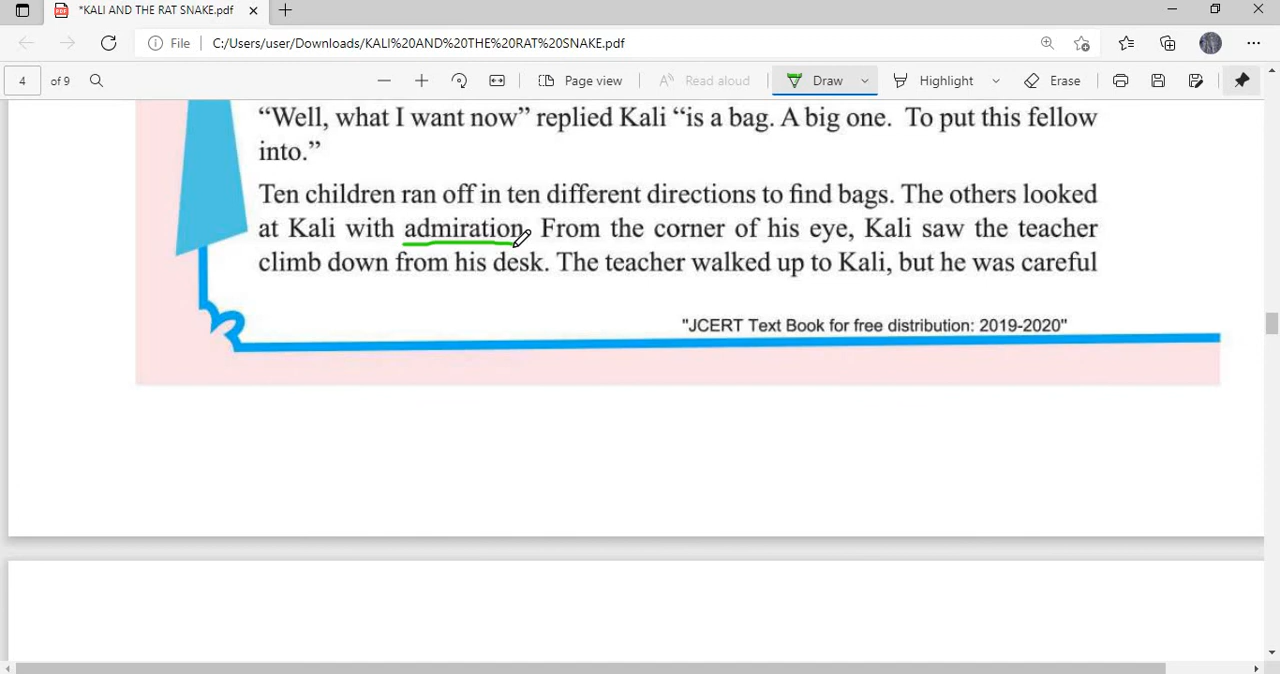 *KALI AND THE RAT SNAKE.pdf
File C:/Users/user/Downloads/KALI%20AND%20THE%20RAT%20SNAKE.pdf
4 of 9 Page view Read aloud Draw Highlight Erase
“Well, what I want now” replied Kali “is a bag. A big one. To put this fellow
into.”
Ten children ran off in ten different directions to find bags. The others looked
at Kali with admiration. From the corner of his eye, Kali saw the teacher
climb down from his desk. The teacher walked up to Kali, but he was careful
"JCERT Text Book for free distribution: 2019-2020"